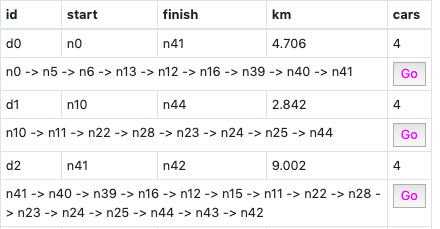 id start finish km cars
d0 n0 n41 4.706 4
n0 -> n5 -> n6 -> n13 -> n12 -> n16 -> n39 -> n40 -> n41 Go
d1 n10 n44 2.842 4
n10 -> n11 -> n22 -> n28 -> n23 -> n24 -> n25 -> n44 Go
d2 n41 n42 9.002 4
n41 -> n40 -> n39 -> n16 -> n12 -> n15 -> n11 -> n22 -> n28 - Go
> n23 -> n24 -> n25 -> n44 -> n43 -> n42